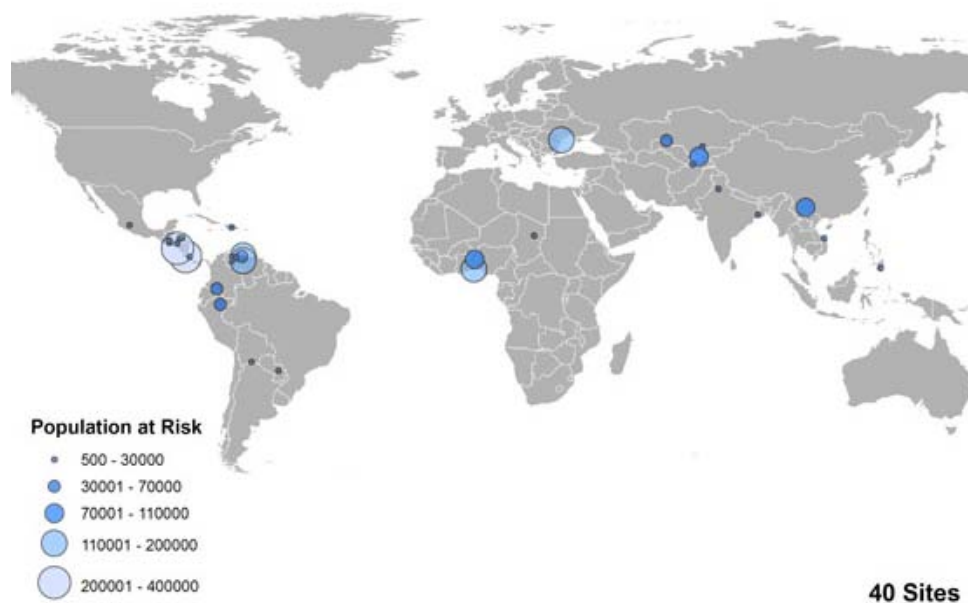 Population at Risk
500 - 30000
30001 - 70000
70001 - 110000
110001 - 200000
200001 - 400000
40 Sites